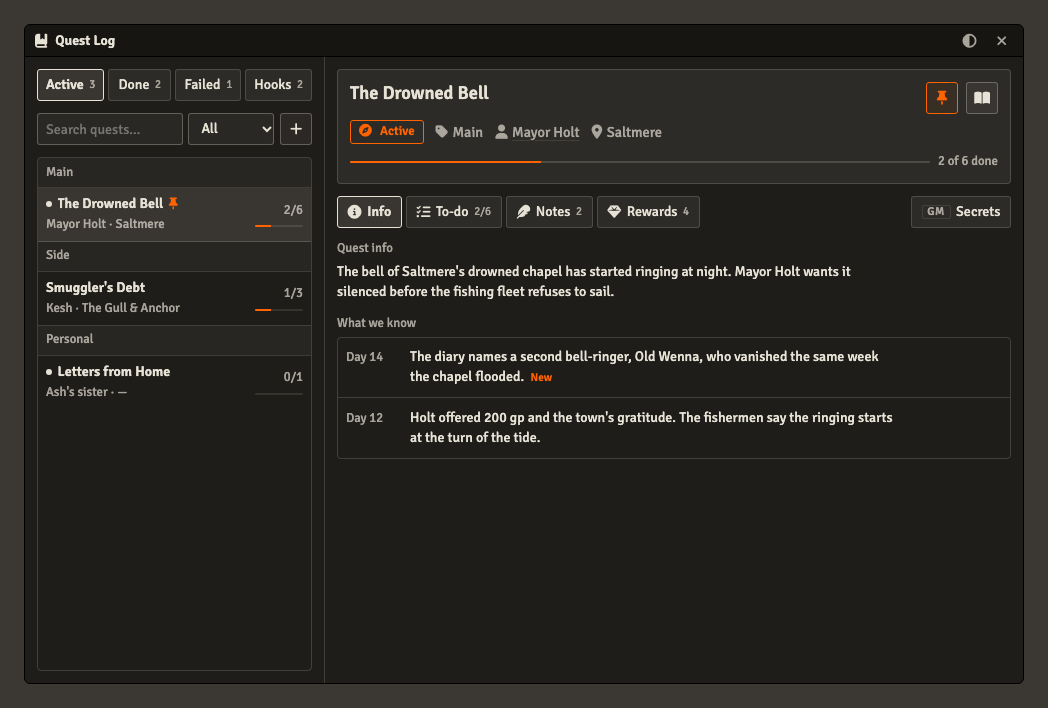 Quest Log
Active 3 Done 2 Failed 1 Hooks 2
Search quests... All
Main
The Drowned Bell 2/6
Mayor Holt · Saltmere
Side
Smuggler's Debt 1/3
Kesh · The Gull & Anchor
Personal
Letters from Home 0/1
Ash's sister · —
The Drowned Bell
Active Main Mayor Holt Saltmere
2 of 6 done
Info To-do 2/6 Notes 2 Rewards 4 GM Secrets
Quest info
The bell of Saltmere's drowned chapel has started ringing at night. Mayor Holt wants it
silenced before the fishing fleet refuses to sail.
What we know
Day 14 The diary names a second bell-ringer, Old Wenna, who vanished the same week
the chapel flooded. New
Day 12 Holt offered 200 gp and the town's gratitude. The fishermen say the ringing starts
at the turn of the tide.